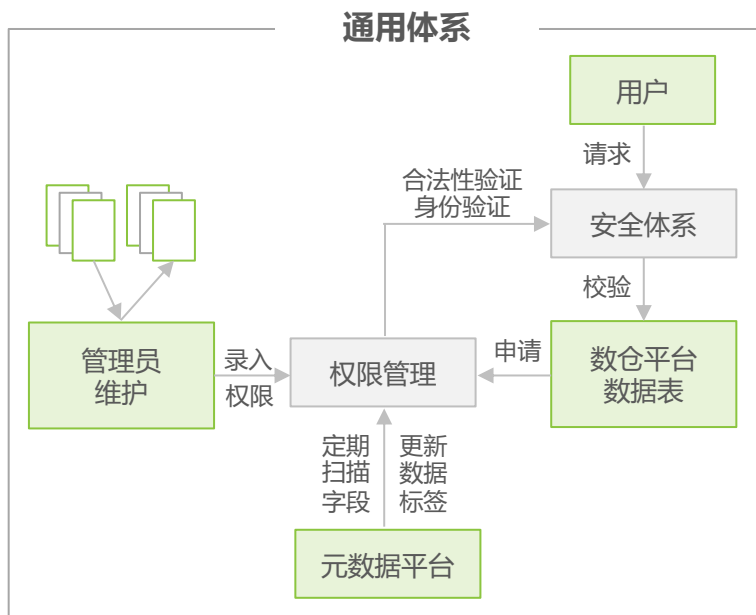 通用体系
用户
请求
合法性验证
身份验证
安全体系
校验
管理员
维护
录入
权限
权限管理
申请
数仓平台
数据表
定期
扫描
字段
更新
数据
标签
元数据平台